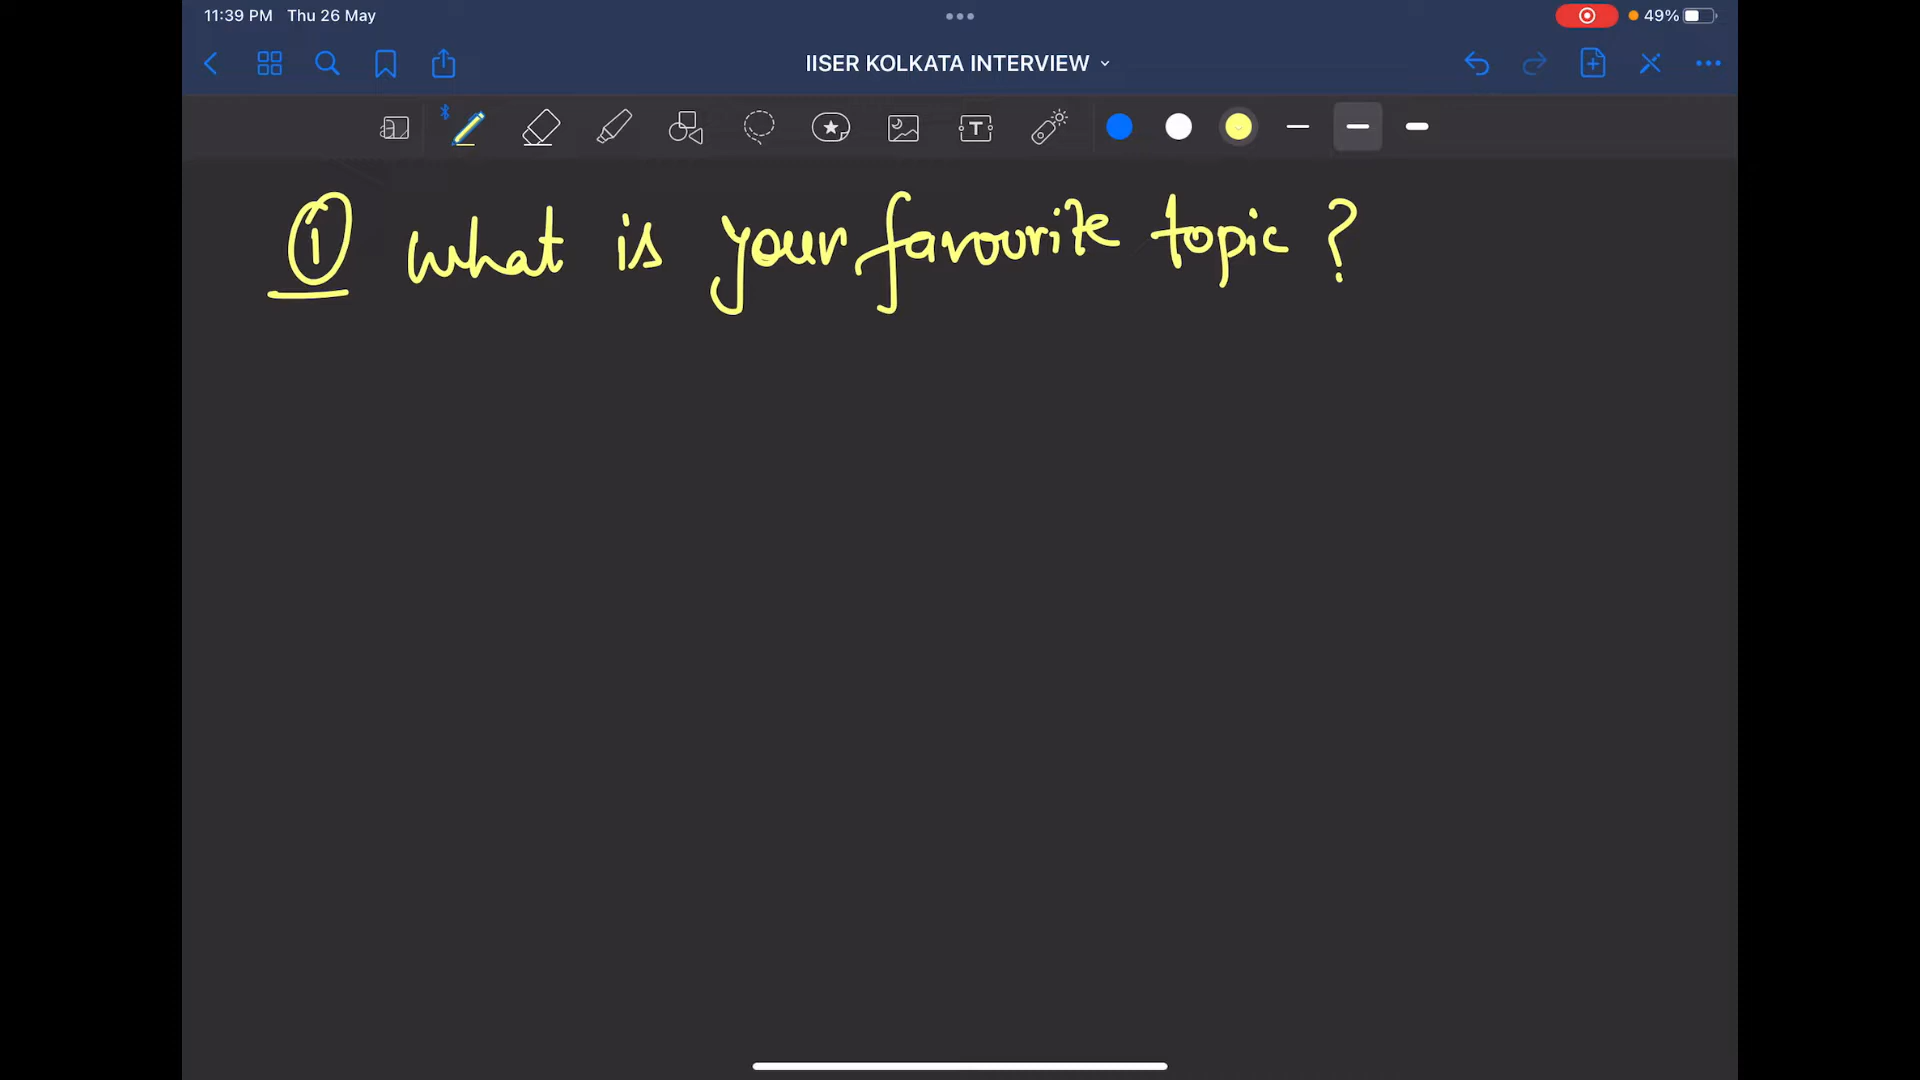 11:39 PM Thu 26 May
49%
IISER KOLKATA INTERVIEW
① What is your favourite topic ?